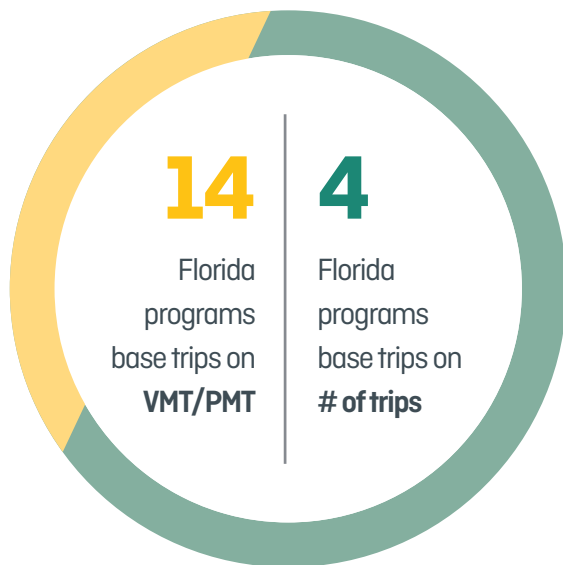 14
Florida
programs
base trips on
VMT/PMT
4
Florida
programs
base trips on
# of trips